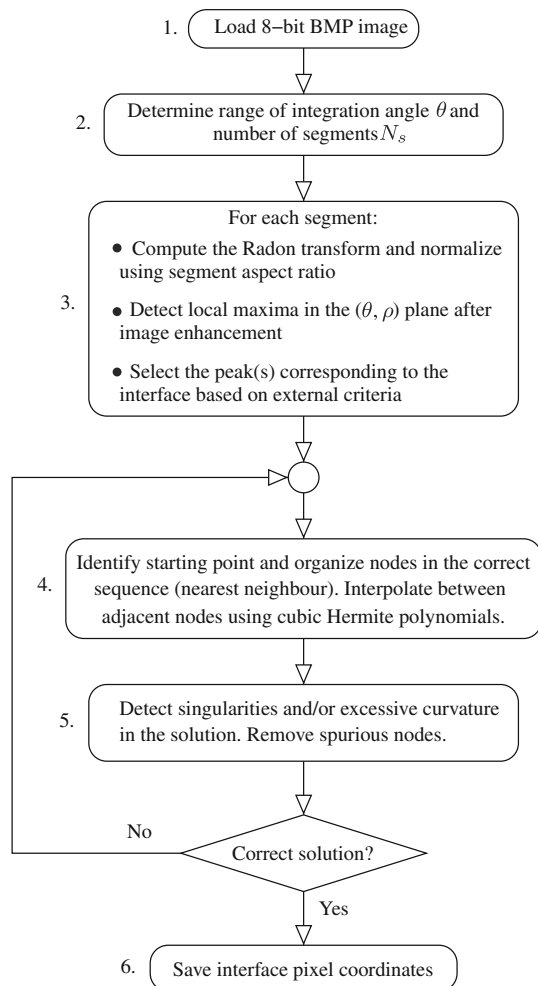 1. Load 8−bit BMP image
2. Determine range of integration angle θ and
number of segments N_s
For each segment:
• Compute the Radon transform and normalize
using segment aspect ratio
3. • Detect local maxima in the (θ, ρ) plane after
image enhancement
• Select the peak(s) corresponding to the
interface based on external criteria
Identify starting point and organize nodes in the correct
4. sequence (nearest neighbour). Interpolate between
adjacent nodes using cubic Hermite polynomials.
5. Detect singularities and/or excessive curvature
in the solution. Remove spurious nodes.
No
Correct solution?
Yes
6. Save interface pixel coordinates